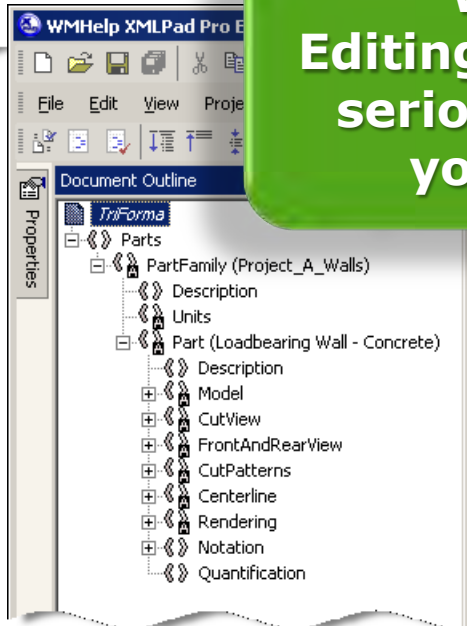 WMHelp XMLPad Pro E
Editing
serio
yo
File Edit View Proje
Document Outline
Properties
TriForma
Parts
PartFamily (Project_A_Walls)
Description
Units
Part (Loadbearing Wall - Concrete)
Description
Model
CutView
FrontAndRearView
CutPatterns
Centerline
Rendering
Notation
Quantification